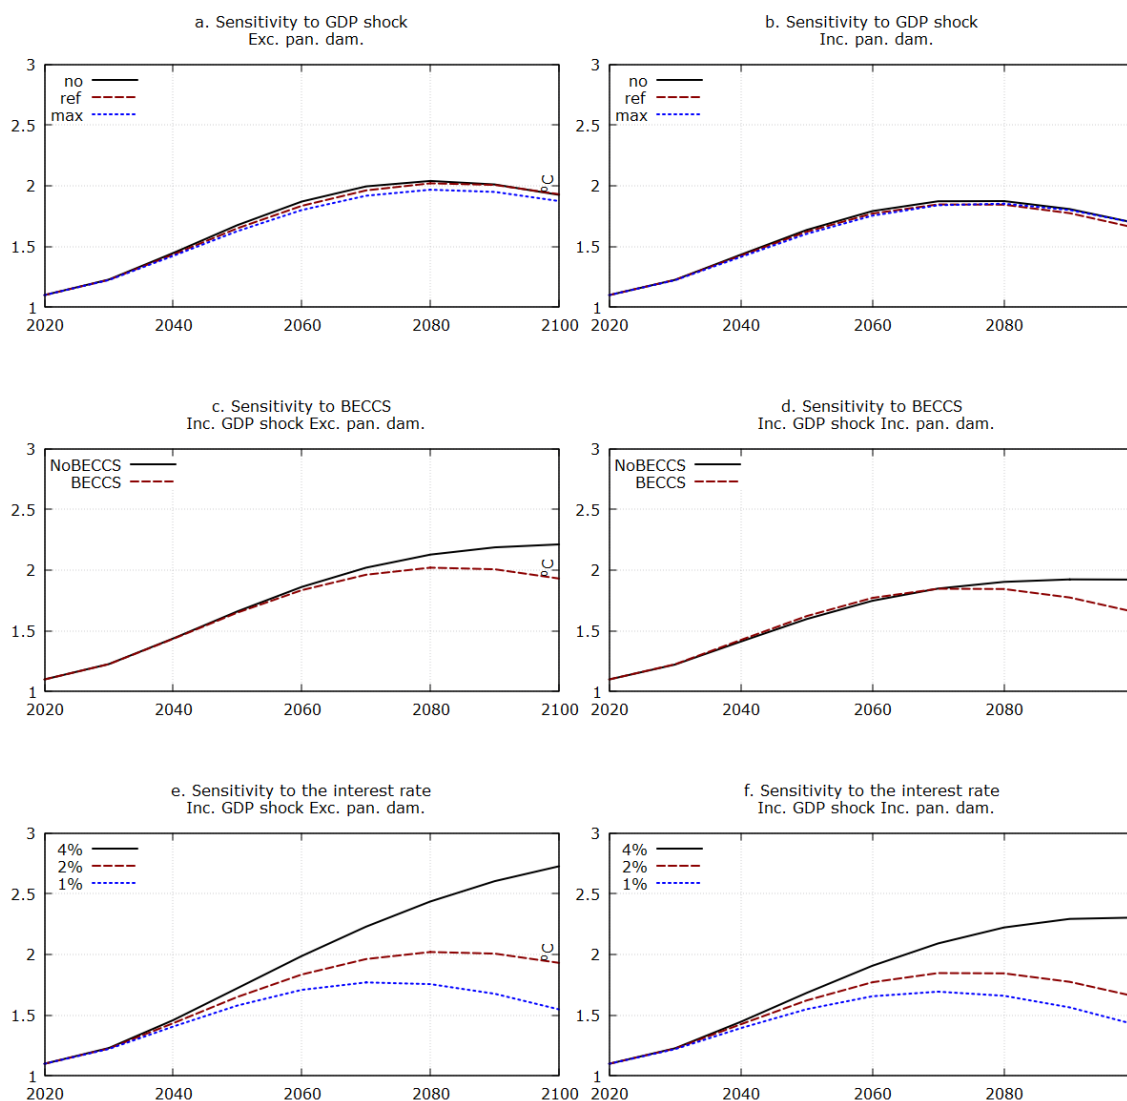 a. Sensitivity to GDP shock
Exc. pan. dam.
3
2.5
2
1.5
1
no
ref
max
2020
2040
2060
2080
2100
°C
b. Sensitivity to GDP shock
Inc. pan. dam.
3
2.5
2
1.5
1
no
ref
max
2020
2040
2060
2080
c. Sensitivity to BECCS
Inc. GDP shock Exc. pan. dam.
3
2.5
2
1.5
1
NoBECCS
BECCS
2020
2040
2060
2080
2100
°C
d. Sensitivity to BECCS
Inc. GDP shock Inc. pan. dam.
3
2.5
2
1.5
1
NoBECCS
BECCS
2020
2040
2060
2080
e. Sensitivity to the interest rate
Inc. GDP shock Exc. pan. dam.
3
2.5
2
1.5
1
4%
2%
1%
2020
2040
2060
2080
2100
°C
f. Sensitivity to the interest rate
Inc. GDP shock Inc. pan. dam.
3
2.5
2
1.5
1
4%
2%
1%
2020
2040
2060
2080